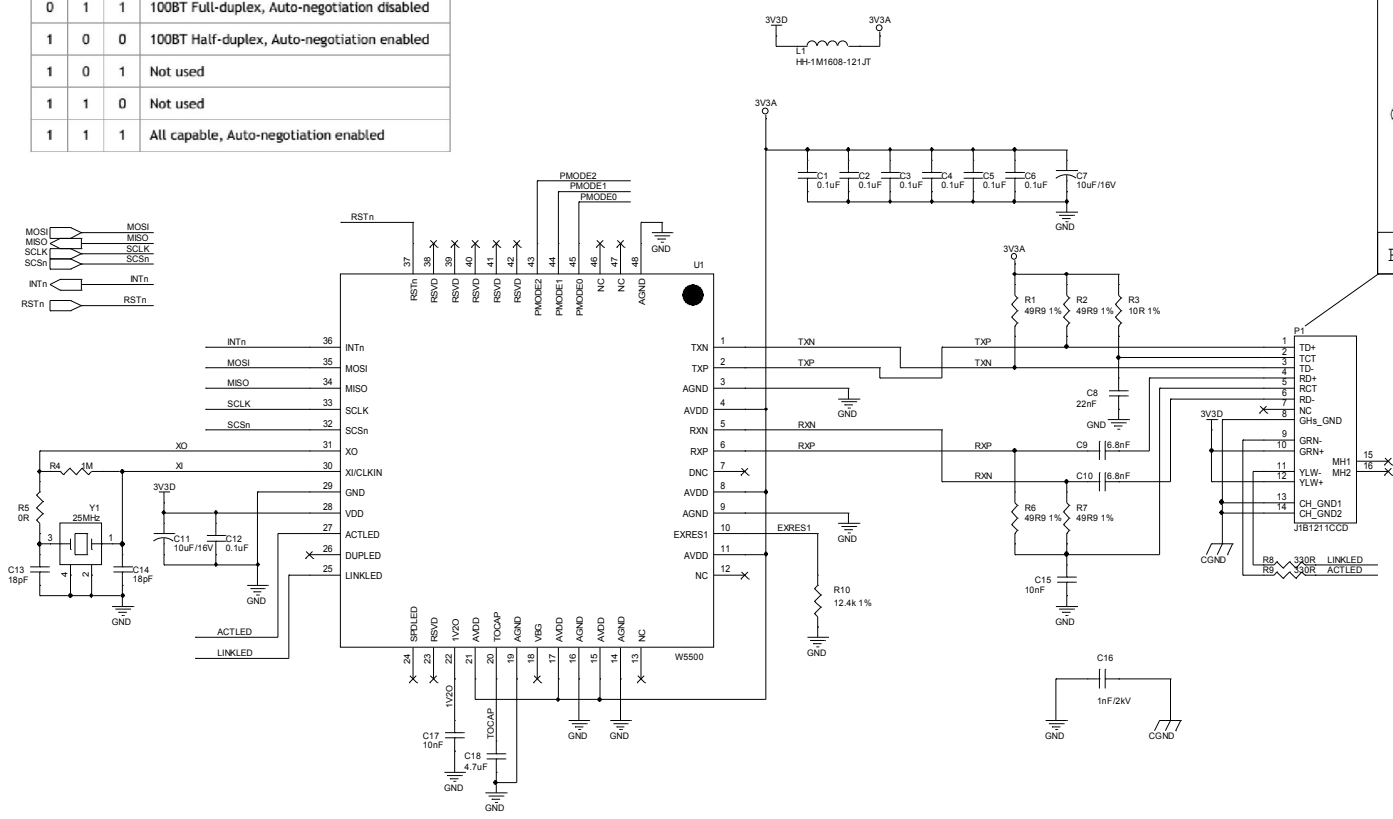 0 1 1 100BT Full-duplex, Auto-negotiation disabled
1 0 0 100BT Half-duplex, Auto-negotiation enabled
1 0 1 Not used
1 1 0 Not used
1 1 1 All capable, Auto-negotiation enabled
3V3D 3V3A
L1
HH-1M1608-121JT
3V3A
C1 0.1uF
C2 0.1uF
C3 0.1uF
C4 0.1uF
C5 0.1uF
C6 0.1uF
C7 10uF/16V
GND
PMODE2
PMODE1
PMODE0
RSTn
GND
MOSI MOSI
MISO MISO
SCLK SCLK
SCSn SCSn
INTn INTn
RSTn RSTn
37 38 39 40 41 42 43 44 45 46 47 48
RSTn RSVD RSVD RSVD RSVD RSVD PMODE2 PMODE1 PMODE0 NC NC AGND
U1
INTn 36 INTn
MOSI 35 MOSI
MISO 34 MISO
SCLK 33 SCLK
SCSn 32 SCSn
XO 31 XO
XI 30 XI/CLKIN
29 GND
28 VDD
27 ACTLED
26 DUPLED
25 LINKLED
TXN 1 TXN
TXP 2 TXP
AGND 3
GND
AVDD 4
RXN 5 RXN
RXP 6 RXP
DNC 7
AVDD 8
AGND 9
GND
EXRES1 10 EXRES1
AVDD 11
NC 12
R10
12.4k 1%
GND
R4 1M
R5
0R
Y1
25MHz
3 1
4 2
C13
18pF
C14
18pF
GND
3V3D
C11
10uF/16V
C12
0.1uF
GND
ACTLED
LINKLED
SPDLED RSVD 1V2O AVDD TOCAP AGND VBG AVDD AGND AVDD AGND NC
24 23 22 21 20 19 18 17 16 15 14 13
W5500
1V2O
TOCAP
C17
10nF
GND
C18
4.7uF
GND
GND
GND
3V3A
R1
49R9 1%
R2
49R9 1%
R3
10R 1%
TXP
TXN
C8
22nF
GND
RXP
RXN
C9 6.8nF
C10 6.8nF
R6
49R9 1%
R7
49R9 1%
C15
10nF
GND
P1
1 TD+
2 TCT
3 TD-
4 RD+
5 RCT
6 RD-
7 NC
8 GHs_GND
9 GRN-
10 GRN+
11 YLW-
12 YLW+
13 CH_GND1
14 CH_GND2
MH1 15
MH2 16
J1B1211CCD
3V3D
CGND
R8 330R LINKLED
R9 330R ACTLED
C16
1nF/2kV
GND
CGND